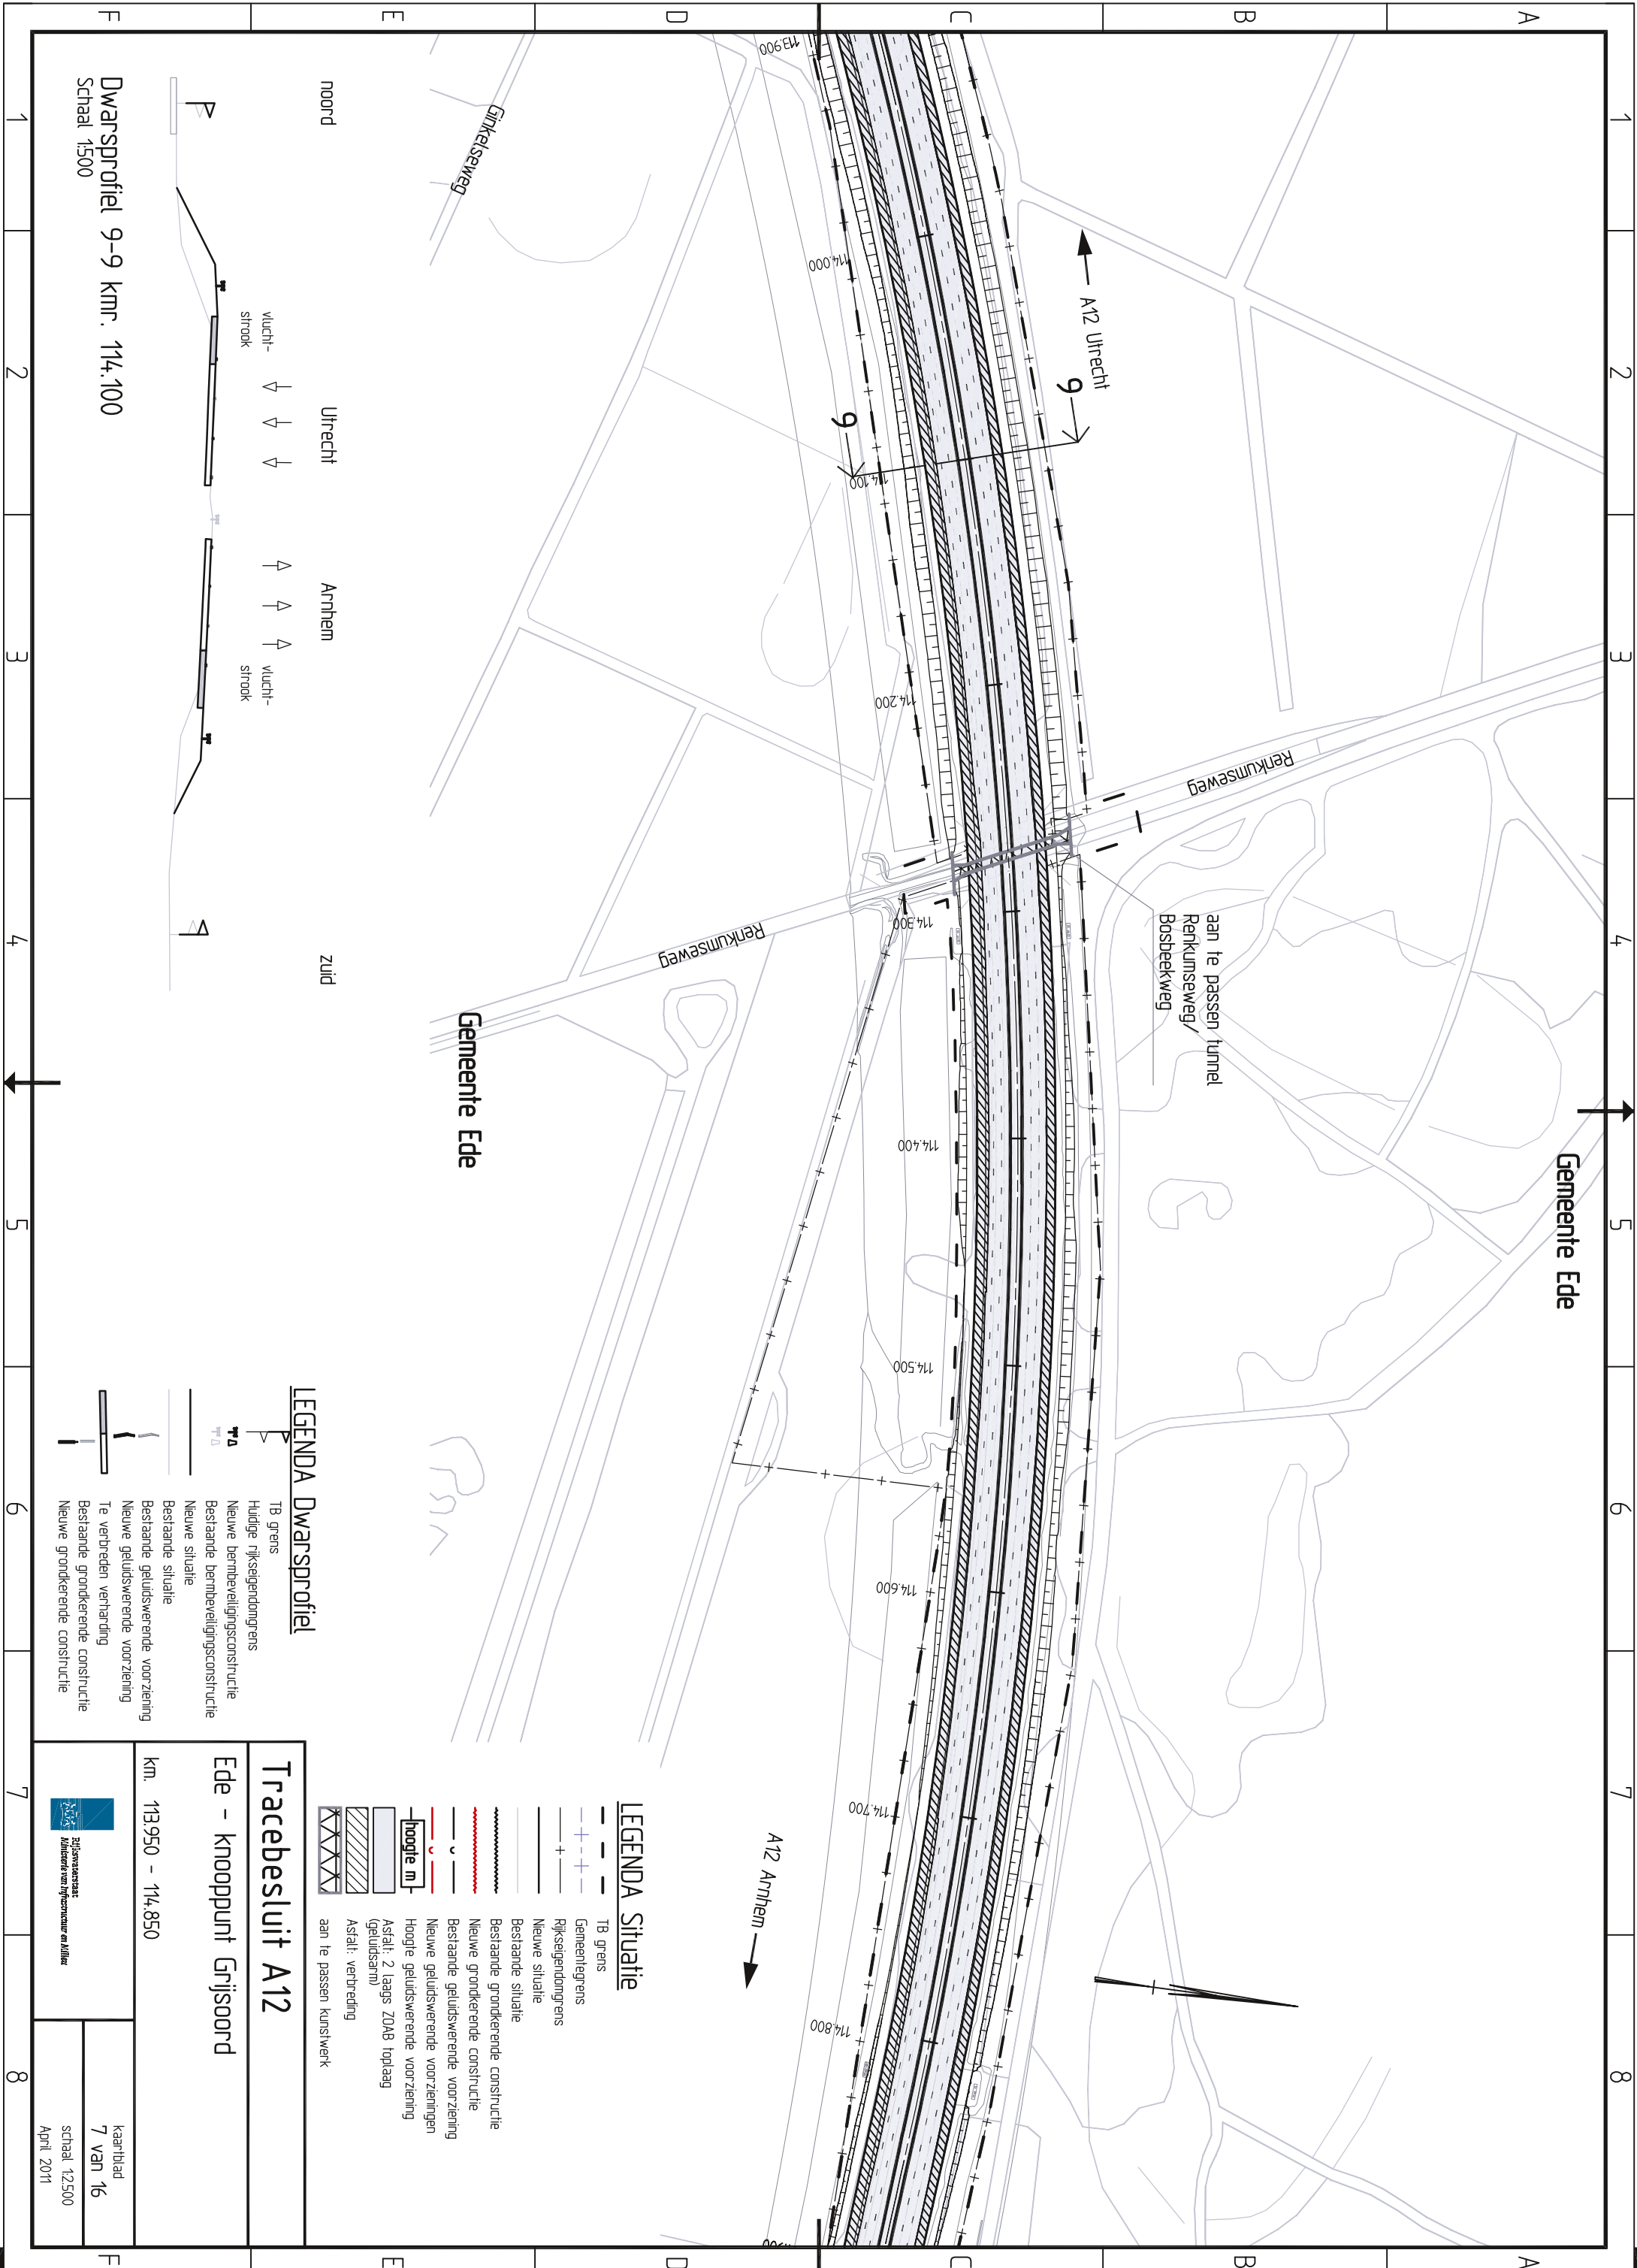 A
B
C
D
E
F
1
2
3
4
5
6
7
8
Gemeente Ede
A12 Utrecht
9
9
Renkumseweg
aan te passen tunnel
Renkumseweg/
Bosbeekweg
113.900
114.000
114.100
114.200
114.300
114.400
114.500
114.600
114.700
114.800
A12 Arnhem
Renkumseweg
Ginkelseweg
Gemeente Ede
noord
Utrecht
Arnhem
zuid
vlucht-
strook
vlucht-
strook
Dwarsprofiel 9-9 kmr. 114.100
Schaal 1:500
LEGENDA Dwarsprofiel
TB grens
Huidige rijkseigendomgrens
Nieuwe bermbeveiligingsconstructie
Bestaande bermbeveiligingsconstructie
Nieuwe situatie
Bestaande situatie
Bestaande geluidswerende voorziening
Nieuwe geluidswerende voorziening
Te verbreden verharding
Bestaande grondkerende constructie
Nieuwe grondkerende constructie
LEGENDA Situatie
TB grens
Gemeentegrens
Rijkseigendomgrens
Nieuwe situatie
Bestaande situatie
Bestaande grondkerende constructie
Nieuwe grondkerende constructie
Bestaande geluidswerende voorziening
Nieuwe geluidswerende voorzieningen
hoogte m
Hoogte geluidswerende voorziening
Asfalt: 2 laags ZOAB toplaag
(geluidsarm)
Asfalt: verbreding
aan te passen kunstwerk
Tracebesluit A12
Ede - knooppunt Grijsoord
km. 113.950 - 114.850
Rijkswaterstaat
Ministerie van Infrastructuur en Milieu
kaartblad
7 van 16
schaal 1:2500
April 2011
1
2
3
4
5
6
7
8
A
B
C
D
E
F